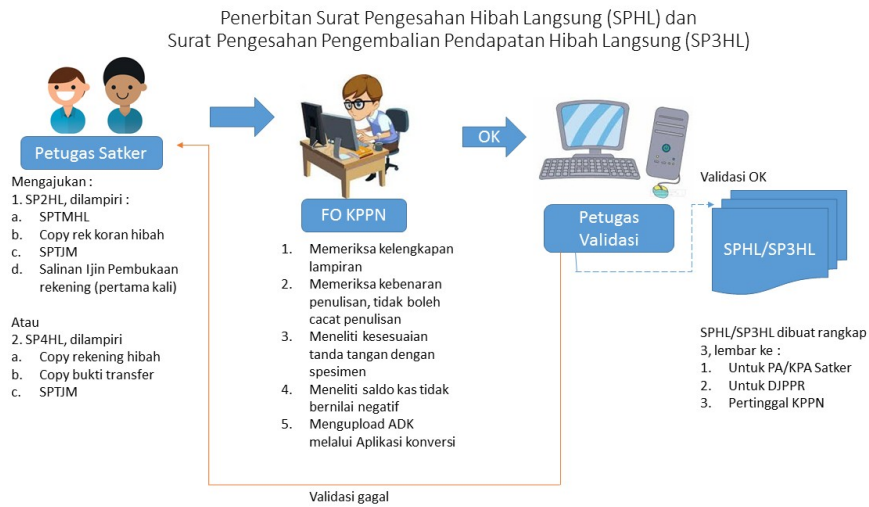 Penerbitan Surat Pengesahan Hibah Langsung (SPHL) dan
Surat Pengesahan Pengembalian Pendapatan Hibah Langsung (SP3HL)
Petugas Satker
Mengajukan :
1. SP2HL, dilampiri :
a. SPTMHL
b. Copy rek koran hibah
c. SPTJM
d. Salinan Ijin Pembukaan
rekening (pertama kali)
Atau
2. SP4HL, dilampiri
a. Copy rekening hibah
b. Copy bukti transfer
c. SPTJM
FO KPPN
1. Memeriksa kelengkapan
lampiran
2. Memeriksa kebenaran
penulisan, tidak boleh
cacat penulisan
3. Meneliti kesesuaian
tanda tangan dengan
spesimen
4. Meneliti saldo kas tidak
bernilai negatif
5. Mengupload ADK
melalui Aplikasi konversi
OK
Petugas
Validasi
Validasi OK
SPHL/SP3HL
SPHL/SP3HL dibuat rangkap
3, lembar ke :
1. Untuk PA/KPA Satker
2. Untuk DJPPR
3. Pertinggal KPPN
Validasi gagal